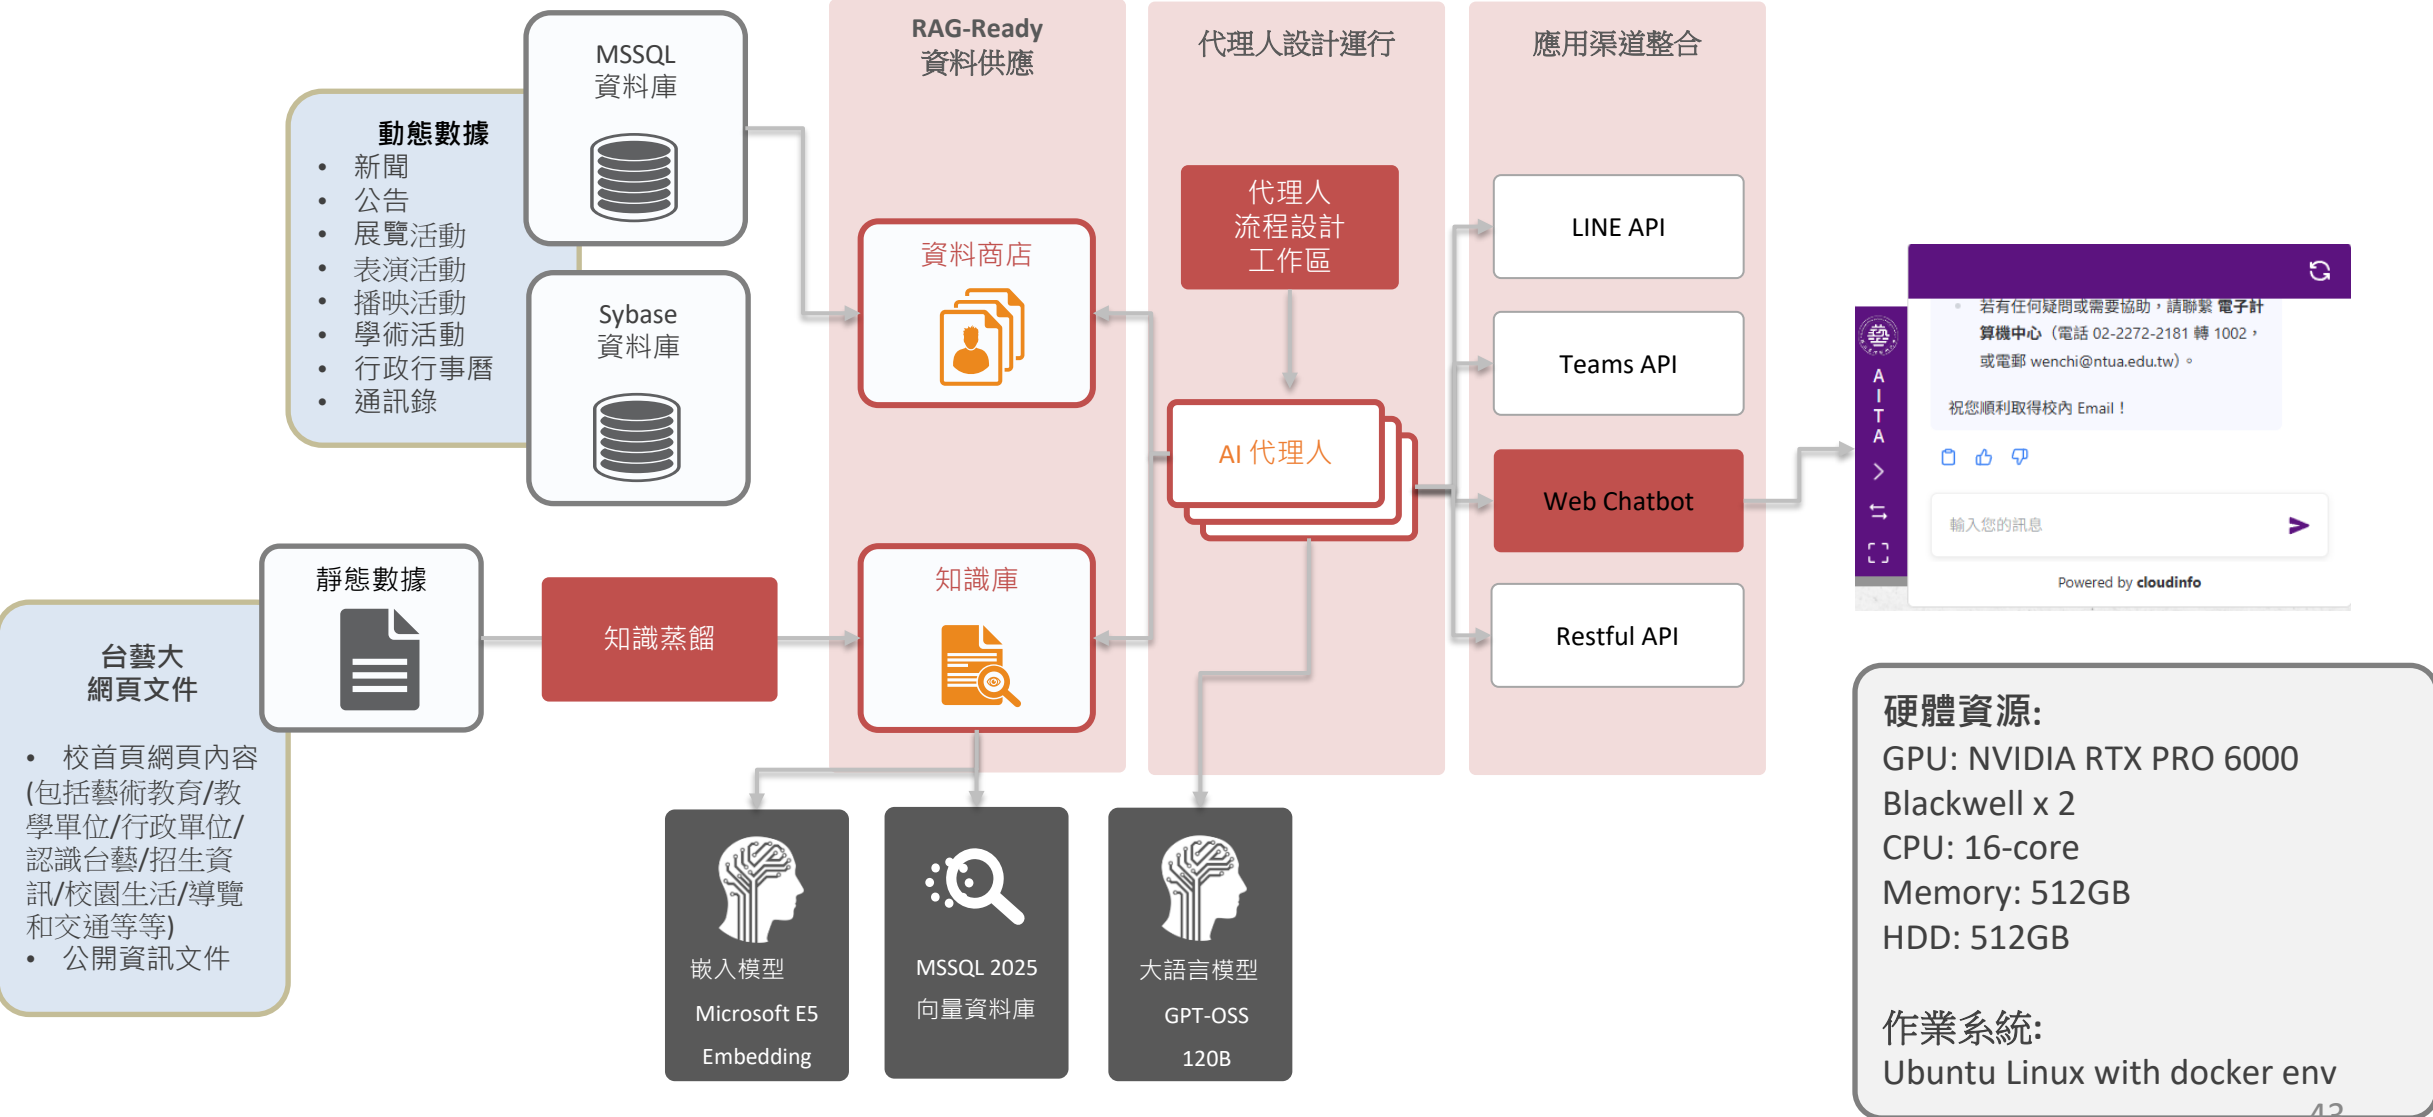 MSSQL
資料庫
動態數據
• 新聞
• 公告
• 展覽活動
• 表演活動
• 播映活動
• 學術活動
• 行政行事曆
• 通訊錄
Sybase
資料庫
靜態數據
台藝大
網頁文件
• 校首頁網頁內容
(包括藝術教育/教
學單位/行政單位/
認識台藝/招生資
訊/校園生活/導覽
和交通等等)
• 公開資訊文件
知識蒸餾
RAG-Ready
資料供應
資料商店
知識庫
嵌入模型
Microsoft E5
Embedding
MSSQL 2025
向量資料庫
大語言模型
GPT-OSS
120B
代理人設計運行
代理人
流程設計
工作區
AI 代理人
應用渠道整合
LINE API
Teams API
Web Chatbot
Restful API
A
I
T
A
若有任何疑問或需要協助，請聯繫 電子計
算機中心（電話 02-2272-2181 轉 1002，
或電郵 wenchi@ntua.edu.tw）。
祝您順利取得校內 Email！
輸入您的訊息
Powered by cloudinfo
硬體資源:
GPU: NVIDIA RTX PRO 6000
Blackwell x 2
CPU: 16-core
Memory: 512GB
HDD: 512GB
作業系統:
Ubuntu Linux with docker env
43